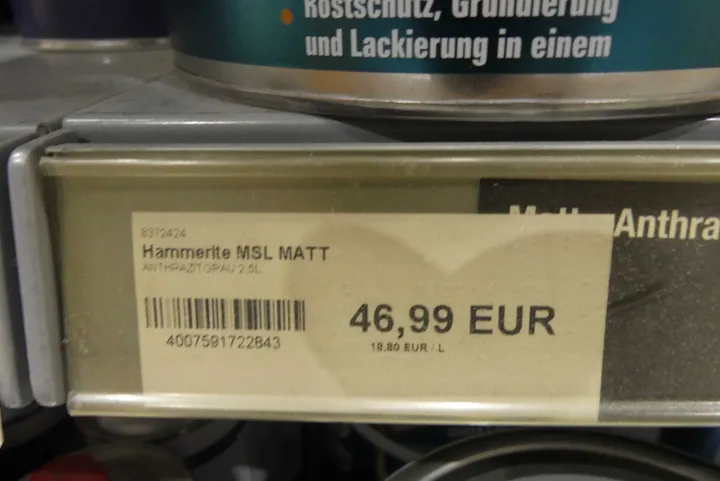 Rostschutz, Grundierung
und Lackierung in einem
Anthra
8372424
Hammerite MSL MATT
ANTHRAZITGRAU 2.5L
46,99 EUR
4007591722843
18.80 EUR / L